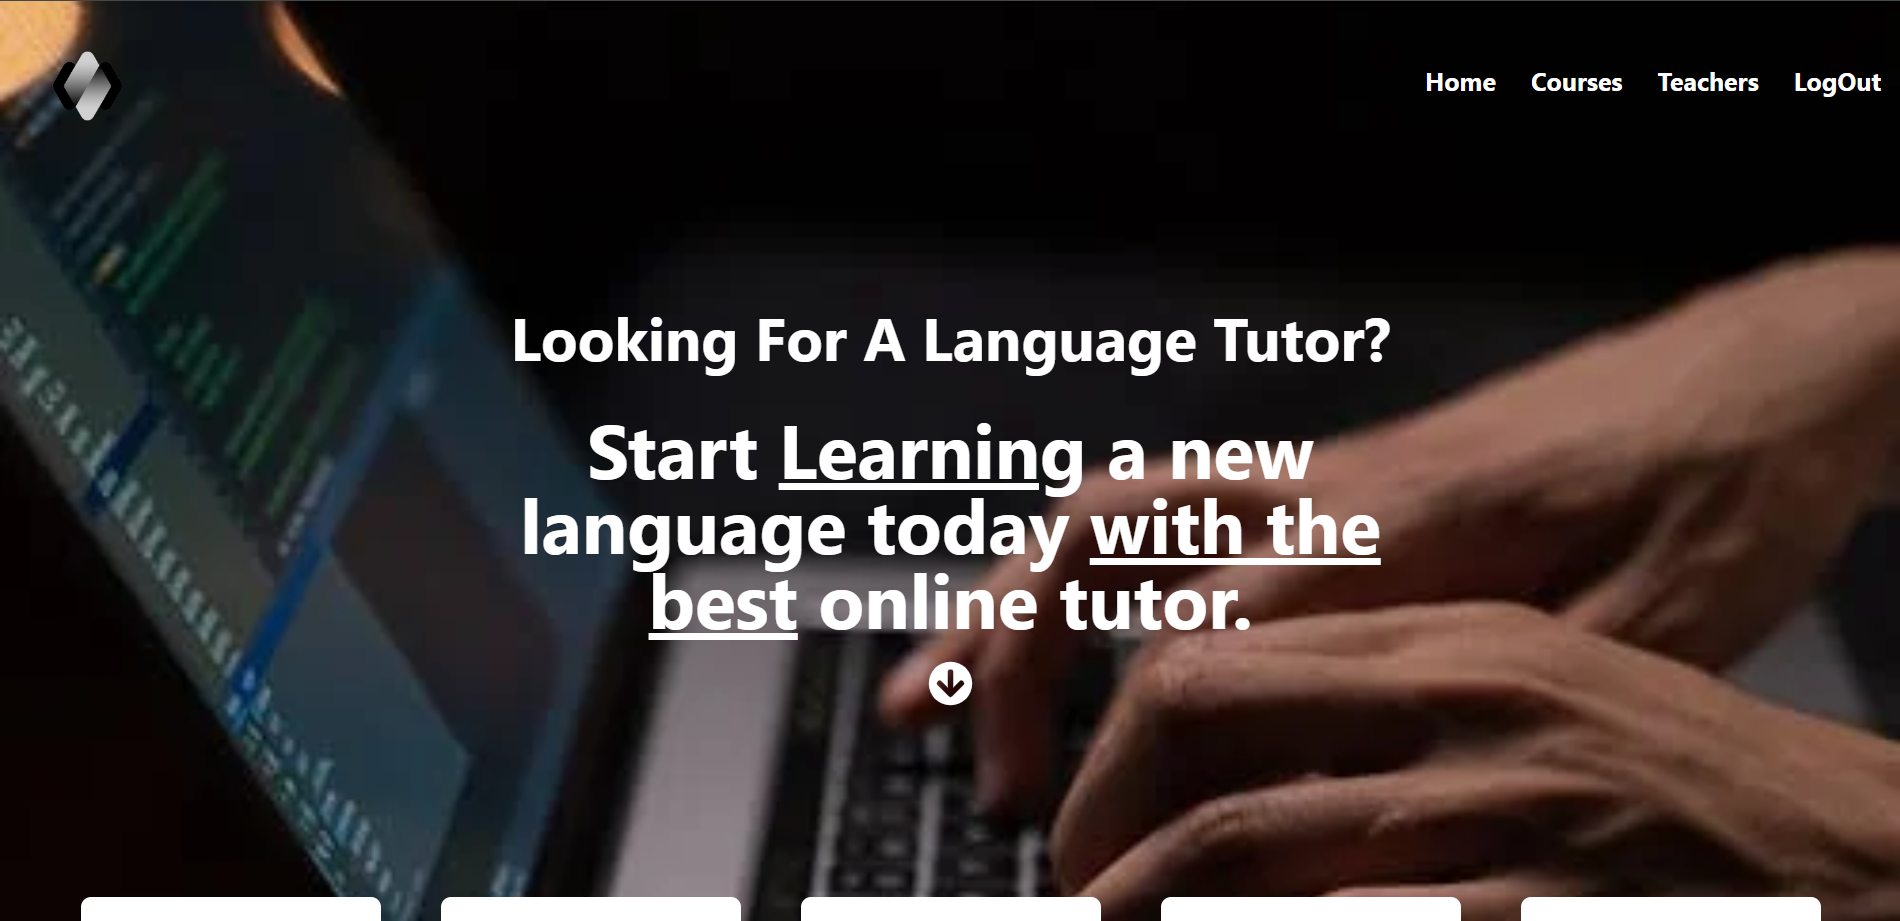 Home Courses Teachers LogOut
Looking For A Language Tutor?
Start Learning a new
language today with the
best online tutor.